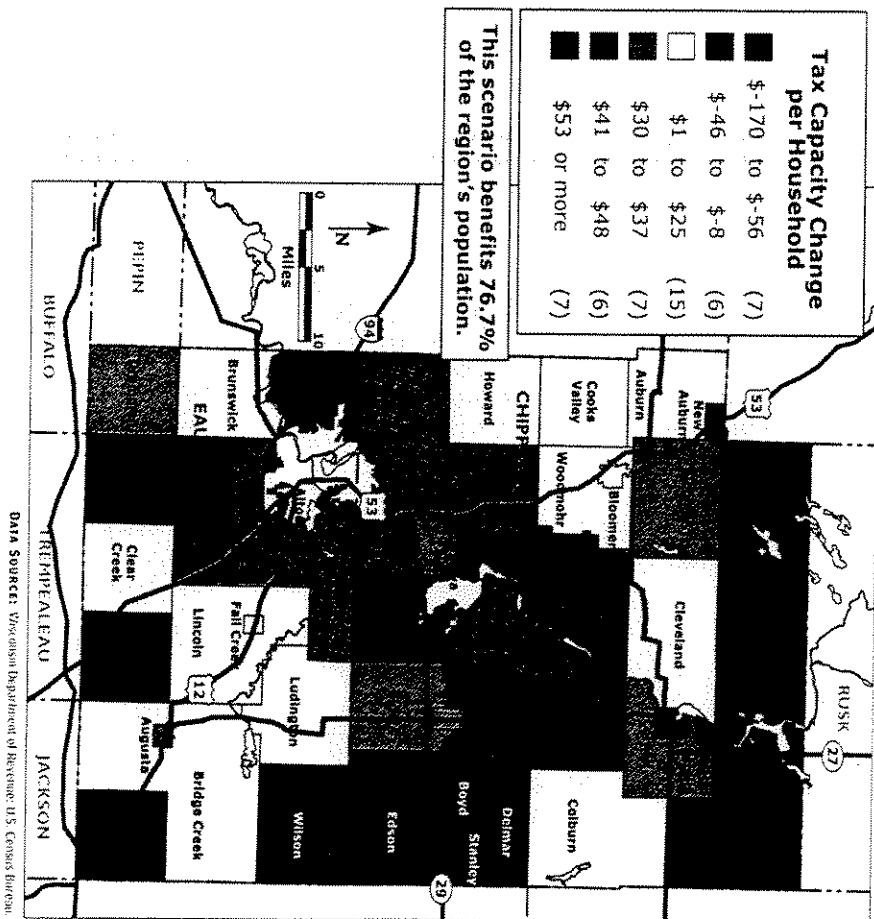 Tax Capacity Change
per Household
$-170 to $-56 (7)
$-46 to $-8 (6)
$1 to $25 (15)
$30 to $37 (7)
$41 to $48 (6)
$53 or more (7)
This scenario benefits 76.7%
of the region's population.
N
0 5 10
Miles
94
53
RUSK
27
New
Auburn
Auburn
Cooks
Valley
Howard
CHIPP
Bloomer
Woodmohr
Cleveland
Colburn
Delmar
Stanley
Boyd
Edson
Wilson
29
53
Brunswick
EAU
PEPIN
BUFFALO
Ludington
Fall Creek
Lincoln
12
Clear
Creek
Augusta
Bridge Creek
TREMPEALEAU
JACKSON
DATA SOURCE: Wisconsin Department of Revenue; U.S. Census Bureau.